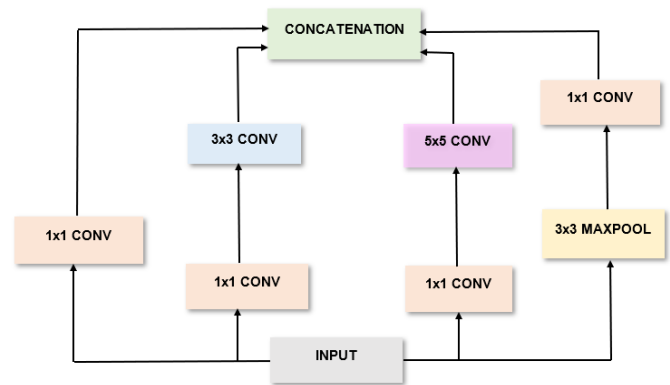 CONCATENATION
1x1 CONV
3x3 CONV
5x5 CONV
1x1 CONV
3x3 MAXPOOL
1x1 CONV
1x1 CONV
INPUT